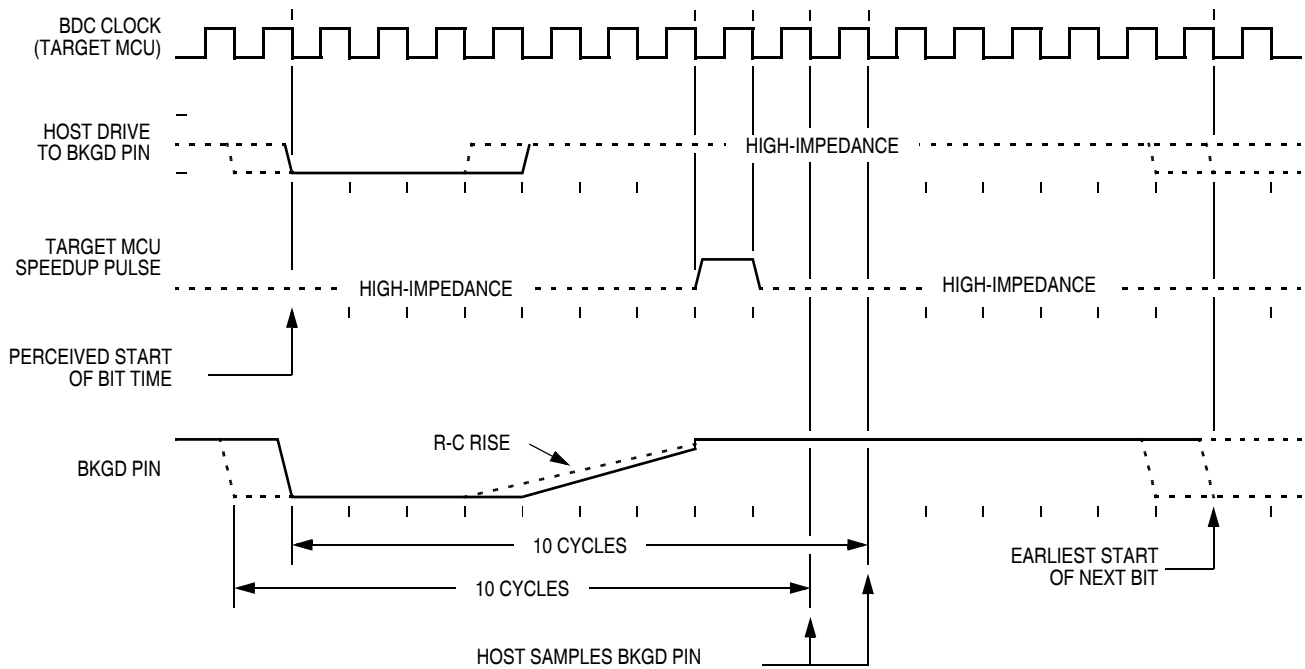 BDC CLOCK
(TARGET MCU)
HOST DRIVE
TO BKGD PIN
HIGH-IMPEDANCE
TARGET MCU
SPEEDUP PULSE
HIGH-IMPEDANCE
HIGH-IMPEDANCE
PERCEIVED START
OF BIT TIME
R-C RISE
BKGD PIN
10 CYCLES
EARLIEST START
OF NEXT BIT
10 CYCLES
HOST SAMPLES BKGD PIN